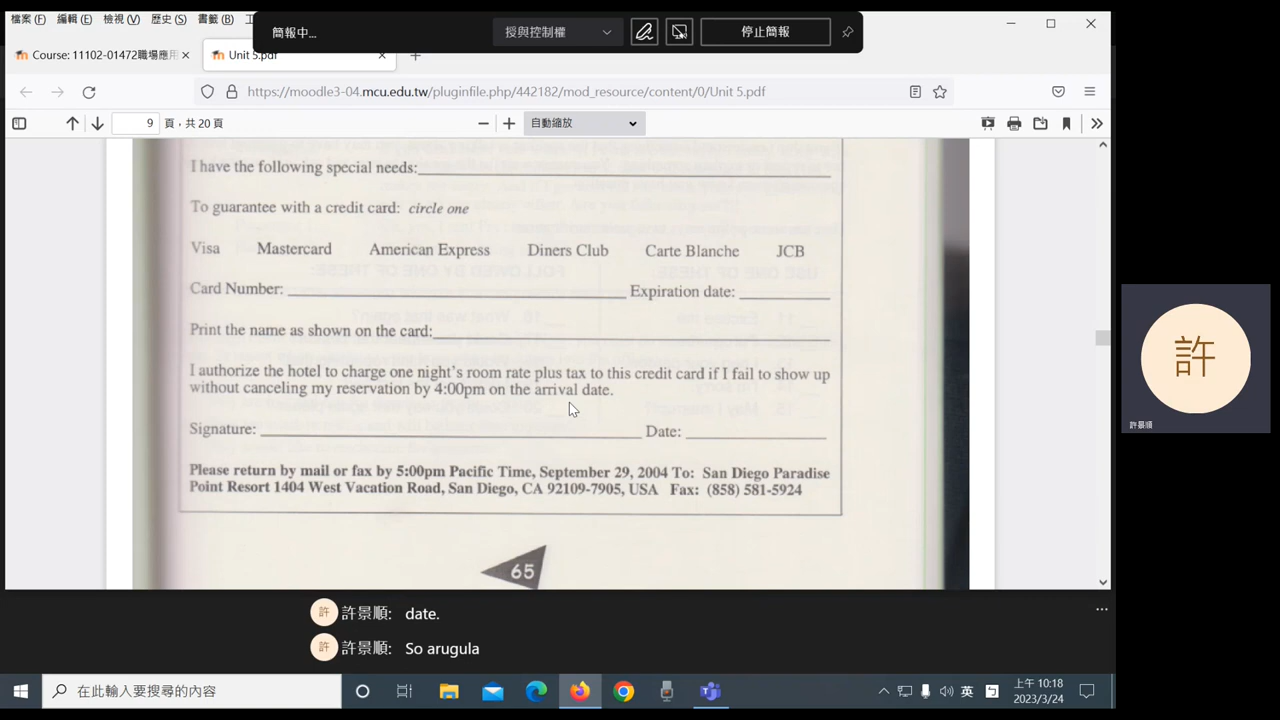 檔案(F) 編輯(E) 檢視(V) 歷史(S) 書籤(B)
簡報中... 授與控制權 停止簡報
Course: 11102-01472職場應用
Unit 5.pdf
https://moodle3-04.mcu.edu.tw/pluginfile.php/442182/mod_resource/content/0/Unit 5.pdf
9 頁，共 20 頁 自動縮放
I have the following special needs:
To guarantee with a credit card: circle one
Visa Mastercard American Express Diners Club Carte Blanche JCB
Card Number: Expiration date:
Print the name as shown on the card:
I authorize the hotel to charge one night's room rate plus tax to this credit card if I fail to show up
without canceling my reservation by 4:00pm on the arrival date.
Signature: Date:
Please return by mail or fax by 5:00pm Pacific Time, September 29, 2004 To: San Diego Paradise
Point Resort 1404 West Vacation Road, San Diego, CA 92109-7905, USA Fax: (858) 581-5924
65
許
許景順
許 許景順: date.
許 許景順: So arugula
在此輸入要搜尋的內容
英
上午 10:18
2023/3/24